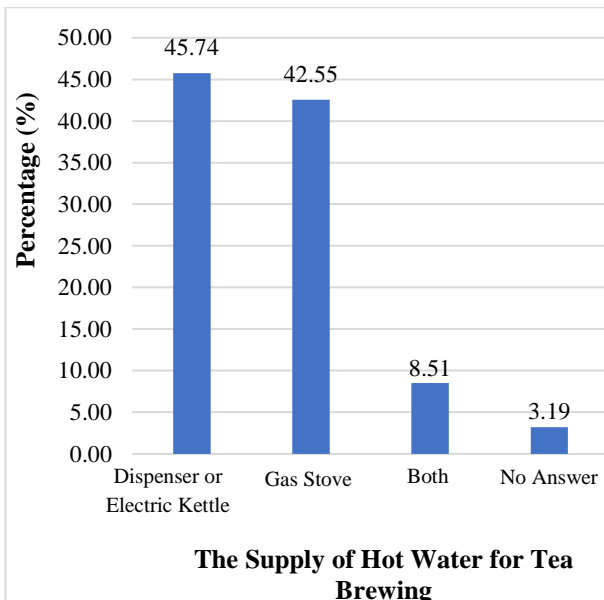 Percentage (%)
50.00
45.00
40.00
35.00
30.00
25.00
20.00
15.00
10.00
5.00
0.00
45.74
42.55
8.51
3.19
Dispenser or
Electric Kettle
Gas Stove
Both
No Answer
The Supply of Hot Water for Tea
Brewing